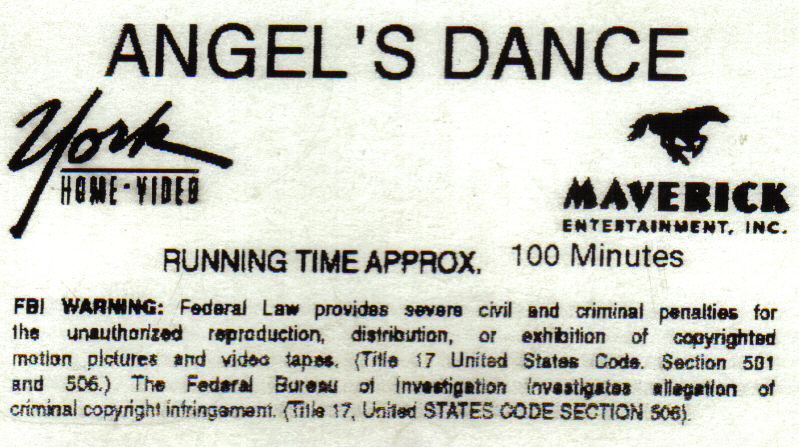 ANGEL'S DANCE
York
HOME-VIDEO
MAVERICK
ENTERTAINMENT, INC.
RUNNING TIME APPROX. 100 Minutes
FBI WARNING: Federal Law provides severe civil and criminal penalties for
the unauthorized reproduction, distribution, or exhibition of copyrighted
motion pictures and video tapes. (Title 17 United States Code. Section 501
and 506.) The Federal Bureau of Investigation investigates allegation of
criminal copyright infringement. (Title 17, United STATES CODE SECTION 506).